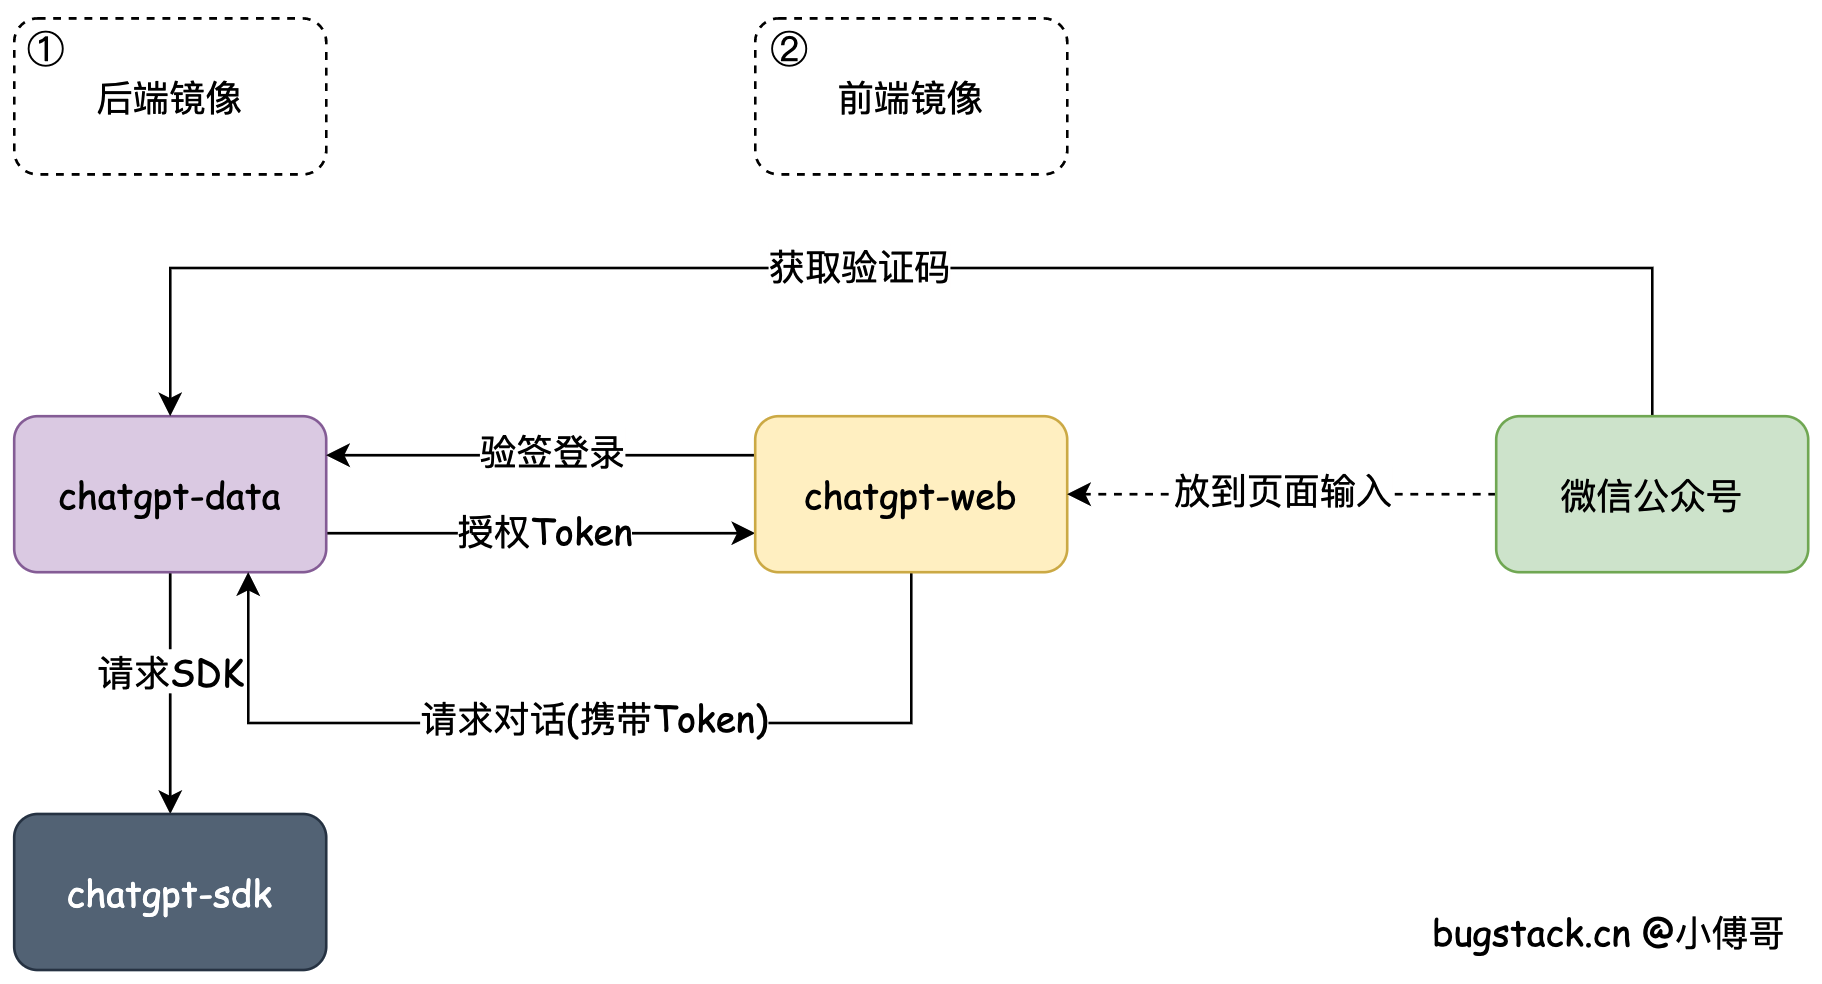 ①
后端镜像
②
前端镜像
获取验证码
chatgpt-data
验签登录
授权Token
chatgpt-web
放到页面输入
微信公众号
请求SDK
请求对话(携带Token)
chatgpt-sdk
bugstack.cn @小傅哥